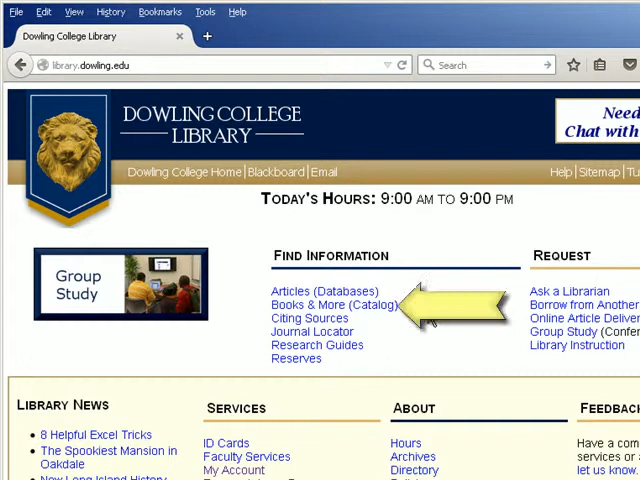 File Edit View History Bookmarks Tools Help
Dowling College Library
library.dowling.edu Search
DOWLING COLLEGE
LIBRARY
Need
Chat with
Dowling College Home | Blackboard | Email Help | Sitemap | Tu
TODAY'S HOURS: 9:00 AM TO 9:00 PM
Group
Study
FIND INFORMATION
Articles (Databases)
Books & More (Catalog)
Citing Sources
Journal Locator
Research Guides
Reserves
REQUEST
Ask a Librarian
Borrow from Another
Online Article Deliver
Group Study (Confer
Library Instruction
LIBRARY NEWS
8 Helpful Excel Tricks
The Spookiest Mansion in
Oakdale
New Long Island History
SERVICES
ID Cards
Faculty Services
My Account
ABOUT
Hours
Archives
Directory
FEEDBACK
Have a com
services or a
let us know.